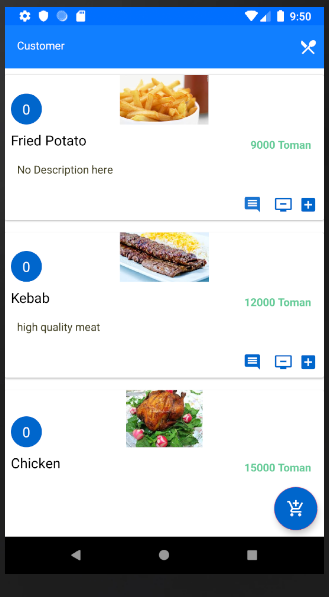 9:50
Customer
0
Fried Potato
9000 Toman
No Description here
0
Kebab
12000 Toman
high quality meat
0
Chicken
15000 Toman